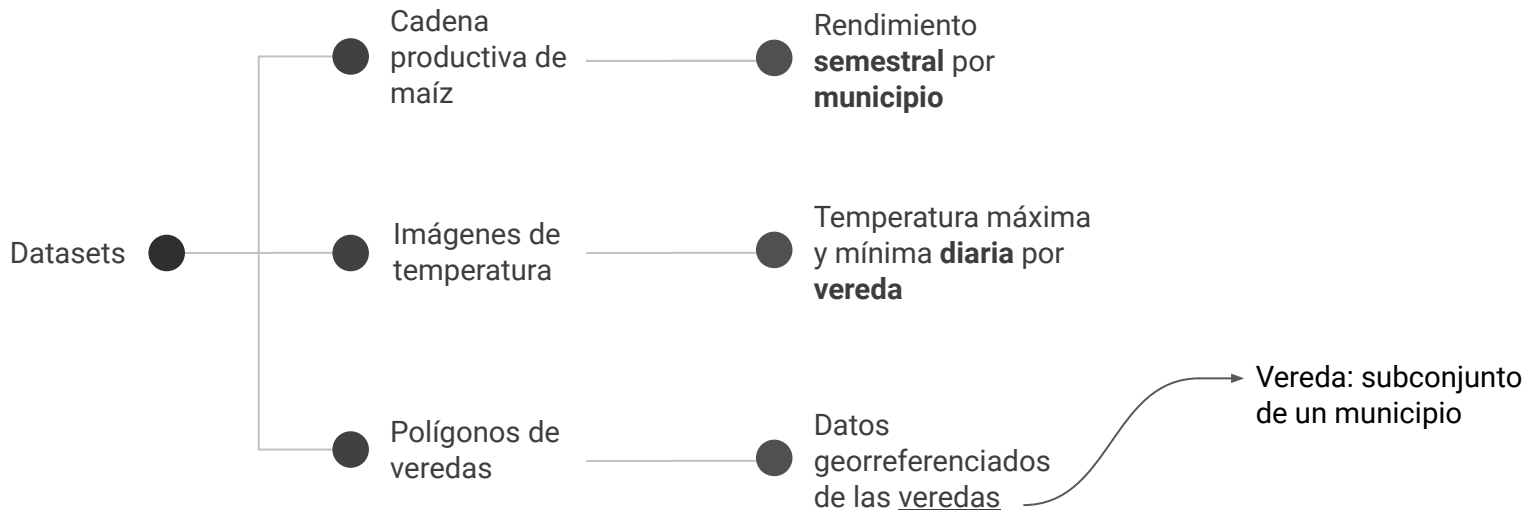 Datasets
Cadena
productiva de
maíz
Rendimiento
semestral por
municipio
Imágenes de
temperatura
Temperatura máxima
y mínima diaria por
vereda
Polígonos de
veredas
Datos
georreferenciados
de las veredas
Vereda: subconjunto
de un municipio